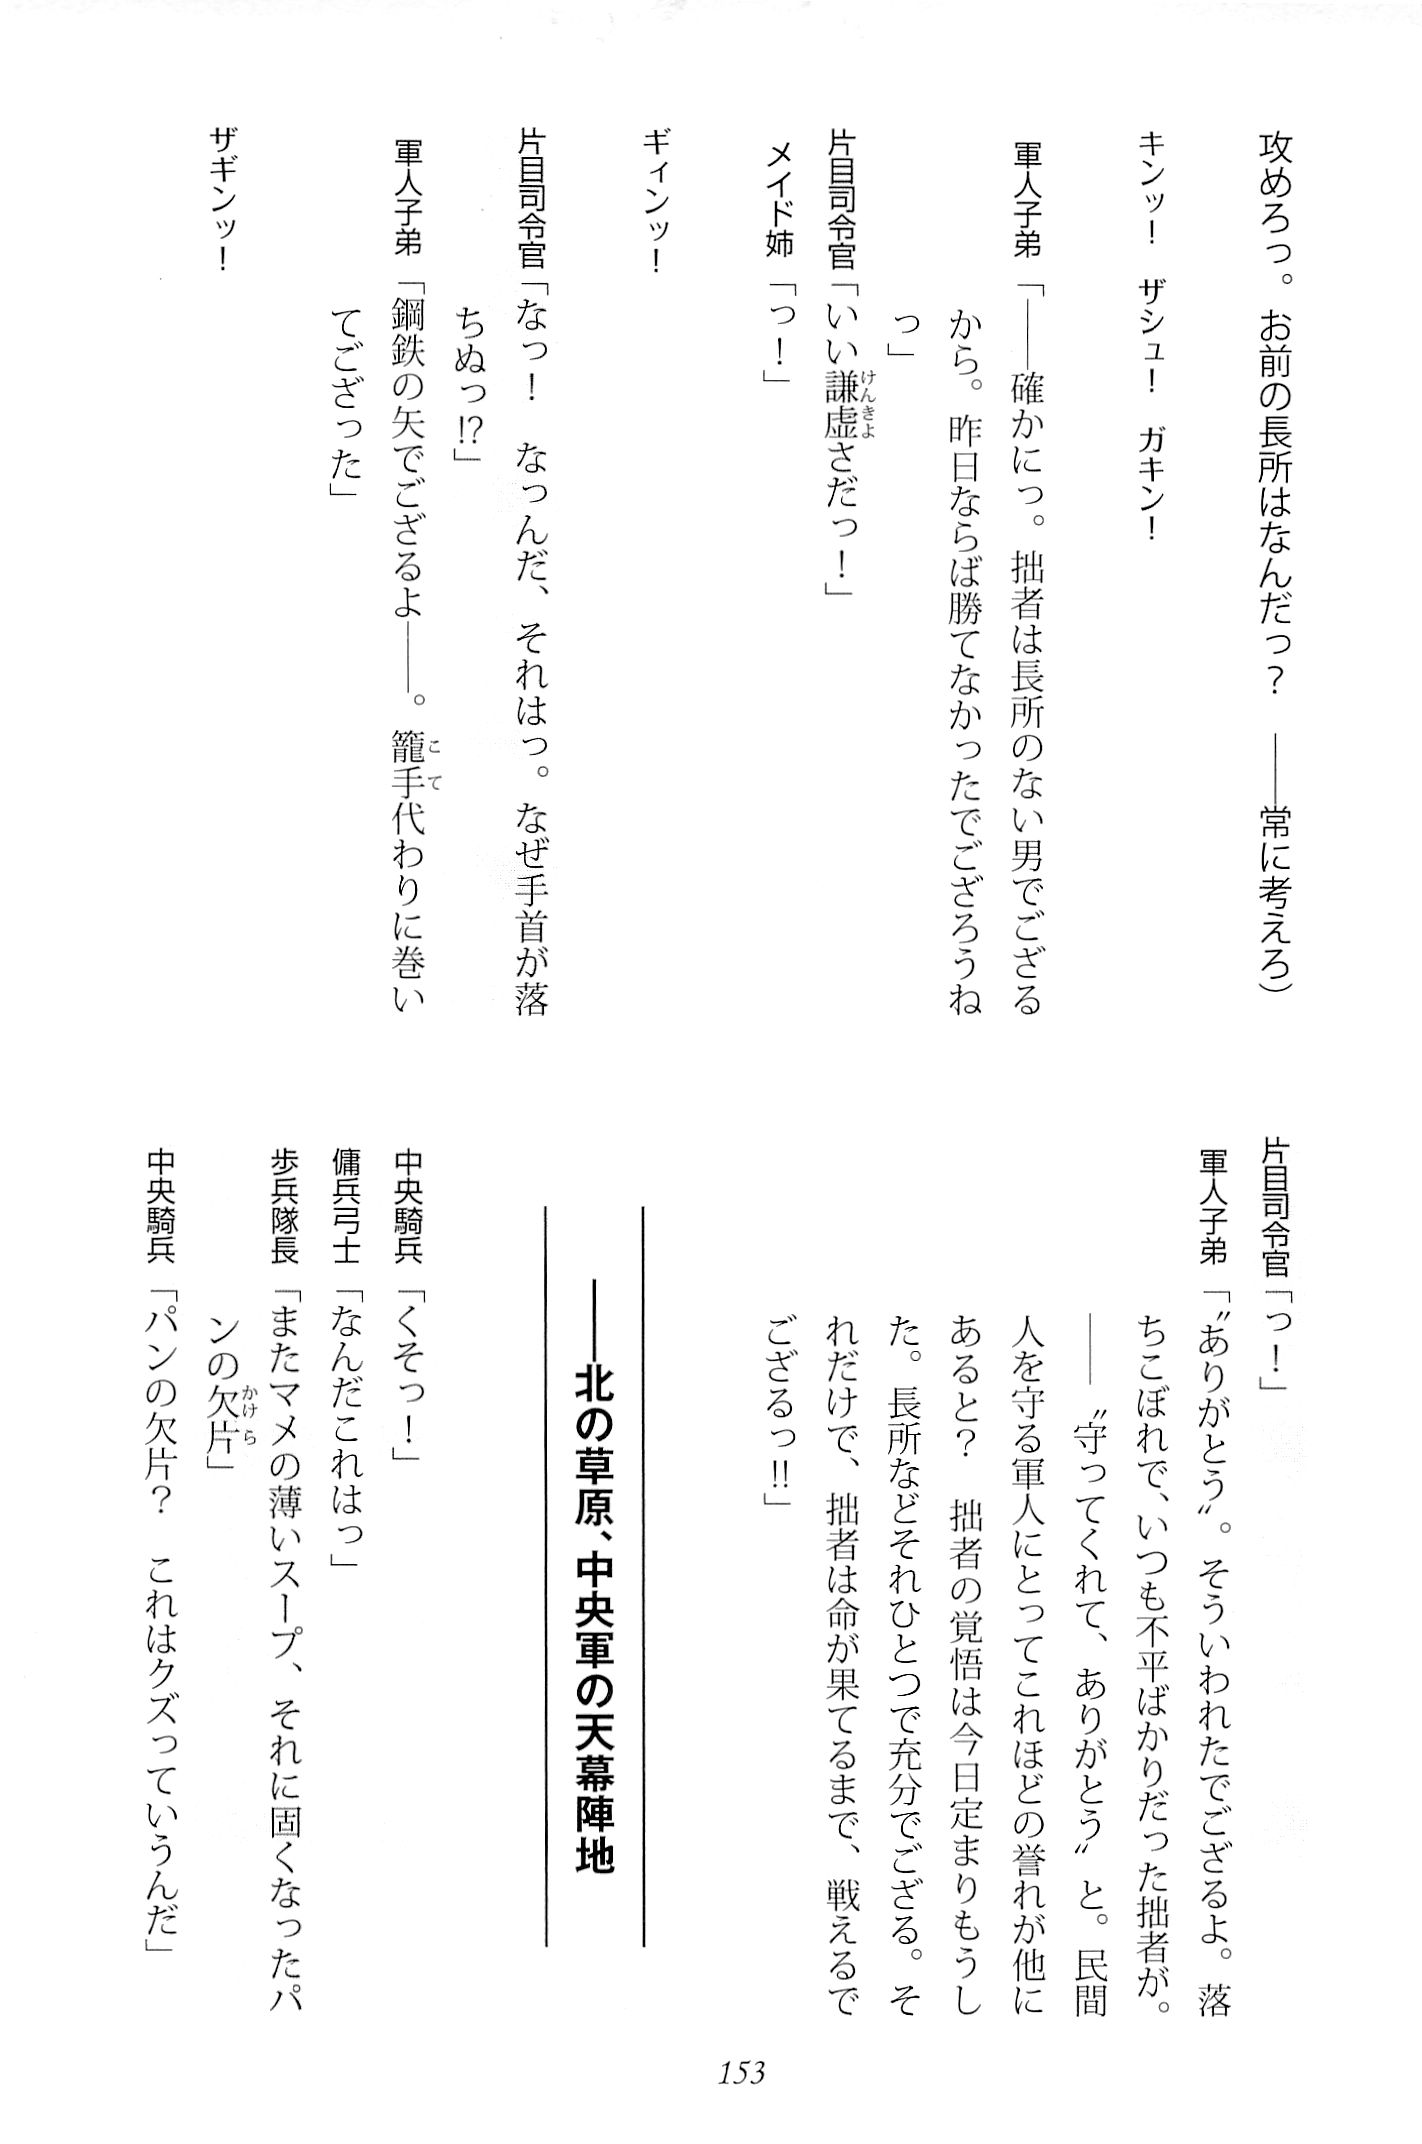 攻めろっ。お前の長所はなんだっ？　――常に考えろ）
キンッ！　ザシュ！　ガキン！
軍人子弟「――確かにっ。拙者は長所のない男でござる
から。昨日ならば勝てなかったでござろうね
っ」
片目司令官「いい謙虚さだっ！」
けんきよ
メイド姉「っ！」
ギィンッ！
片目司令官「なっ！　なっんだ、それはっ。なぜ手首が落
ちぬっ!?」
軍人子弟「鋼鉄の矢でござるよ――。籠手代わりに巻い
こて
てござった」
ザギンッ！
片目司令官「っ！」
軍人子弟「〝ありがとう〟。そういわれたでござるよ。落
ちこぼれで、いつも不平ばかりだった拙者が。
――〝守ってくれて、ありがとう〟と。民間
人を守る軍人にとってこれほどの誉れが他に
あると？　拙者の覚悟は今日定まりもうし
た。長所などそれひとつで充分でござる。そ
れだけで、拙者は命が果てるまで、戦えるで
ござるっ!!」
――北の草原、中央軍の天幕陣地
中央騎兵「くそっ！」
傭兵弓士「なんだこれはっ」
歩兵隊長「またマメの薄いスープ、それに固くなったパ
ンの欠片」
かけら
中央騎兵「パンの欠片？　これはクズっていうんだ」
153